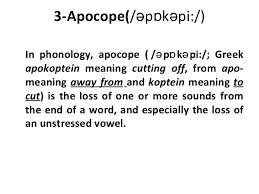 3-Apocope(/əpɒkəpi:/)
In phonology, apocope ( /əpɒkəpi:/; Greek
apokoptein meaning cutting off, from apo-
meaning away from and koptein meaning to
cut) is the loss of one or more sounds from
the end of a word, and especially the loss of
an unstressed vowel.